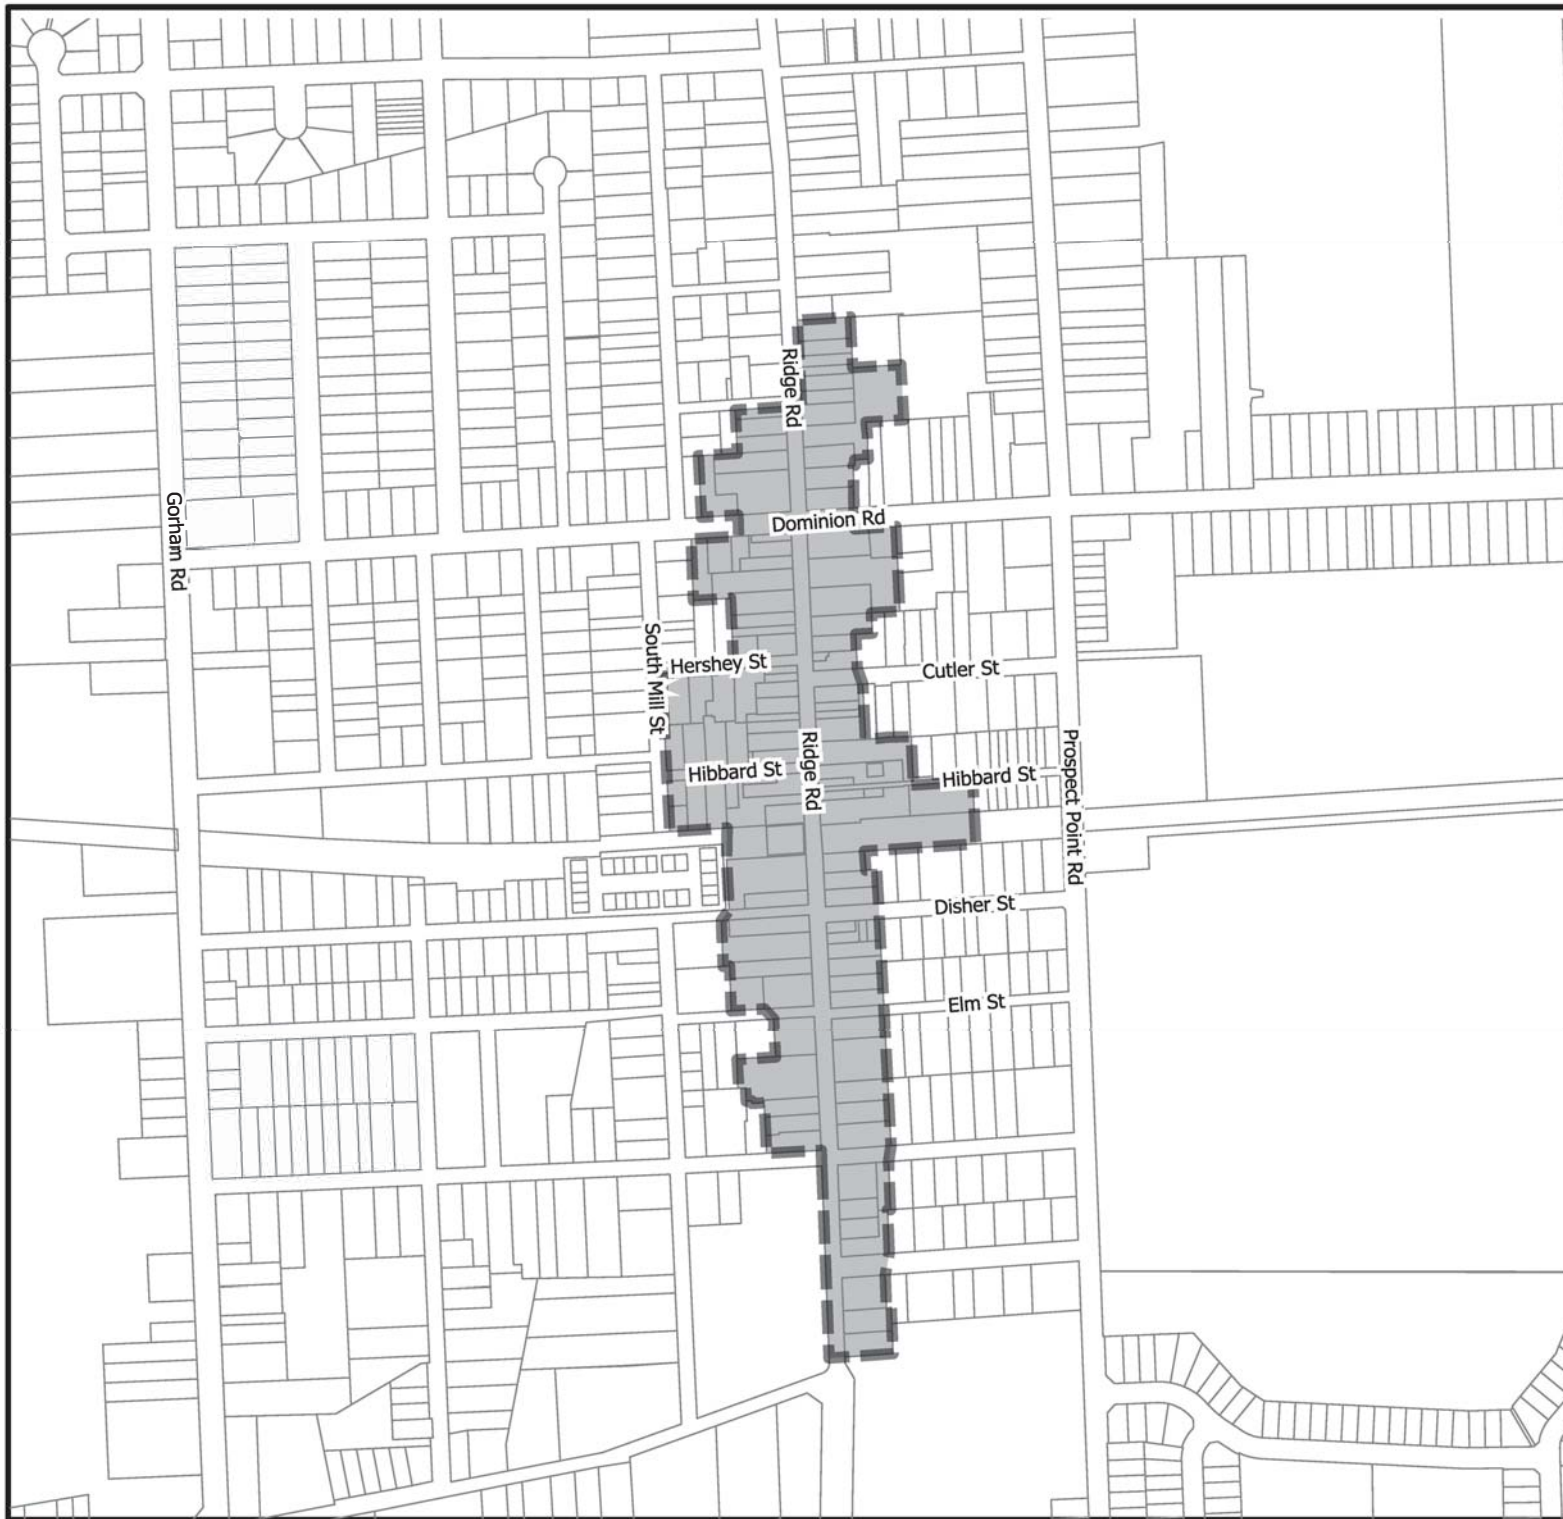 Ridge Rd
Gorham Rd
Dominion Rd
South Mill St
Hershey St
Cutler St
Ridge Rd
Prospect Point Rd
Hibbard St
Hibbard St
Disher St
Elm St